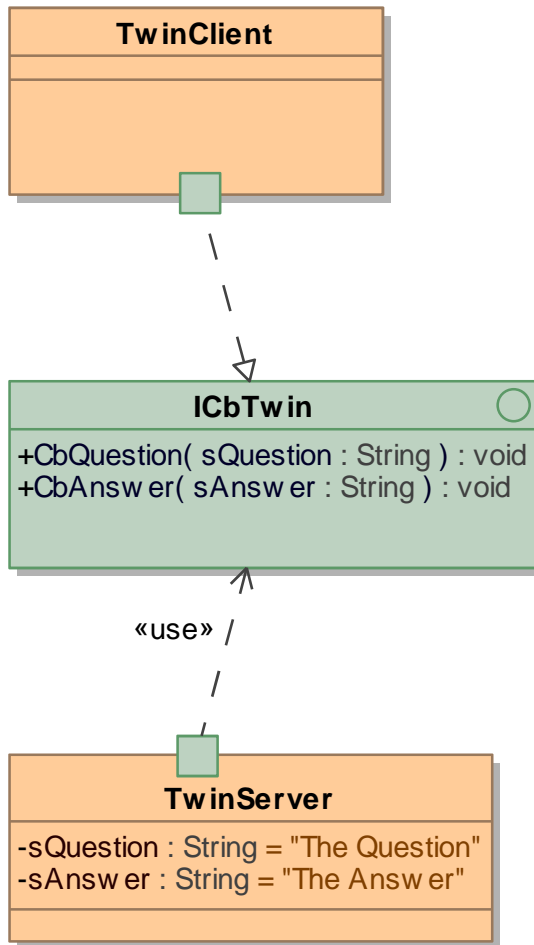 TwinClient
ICbTwin
+CbQuestion( sQuestion : String ) : void
+CbAnswer( sAnswer : String ) : void
«use»
TwinServer
-sQuestion : String = "The Question"
-sAnswer : String = "The Answer"